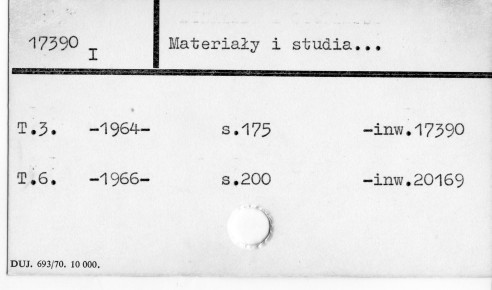 17390 I Materiały i studia...
T.3. -1964- s.175 -inw.17390
T.6. -1966- s.200 -inw.20169
DUJ. 693/70. 10 000.